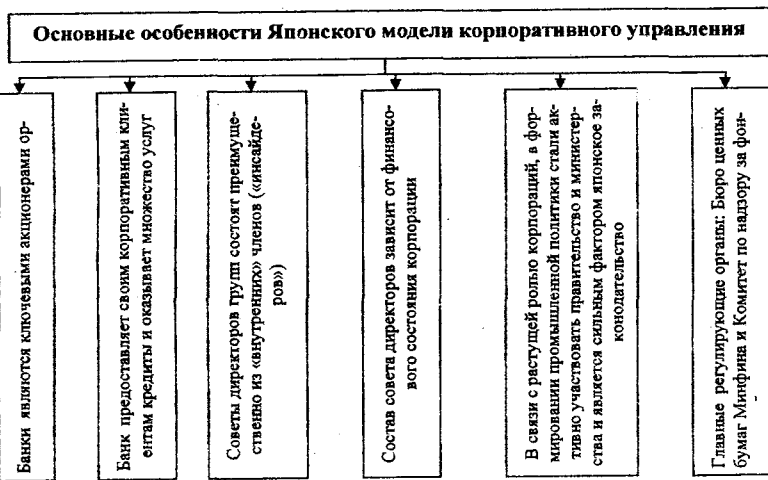 Основные особенности Японского модели корпоративного управления
Банки являются ключевыми акционерами ор-
Банк предоставляет своим корпоративным кли-
ентам кредиты и оказывает множество услуг
Советы директоров групп состоят преимуще-
ственно из «внутренних» членов («инсайде-
ров»)
Состав совета директоров зависит от финансо-
вого состояния корпорации
В связи с растущей ролью корпораций, в фор-
мировании промышленной политики стали ак-
тивно участвовать правительство и министер-
ства и является сильным фактором японское за-
конодательство
Главные регулирующие органы: Бюро ценных
бумаг Минфина и Комитет по надзору за фон-